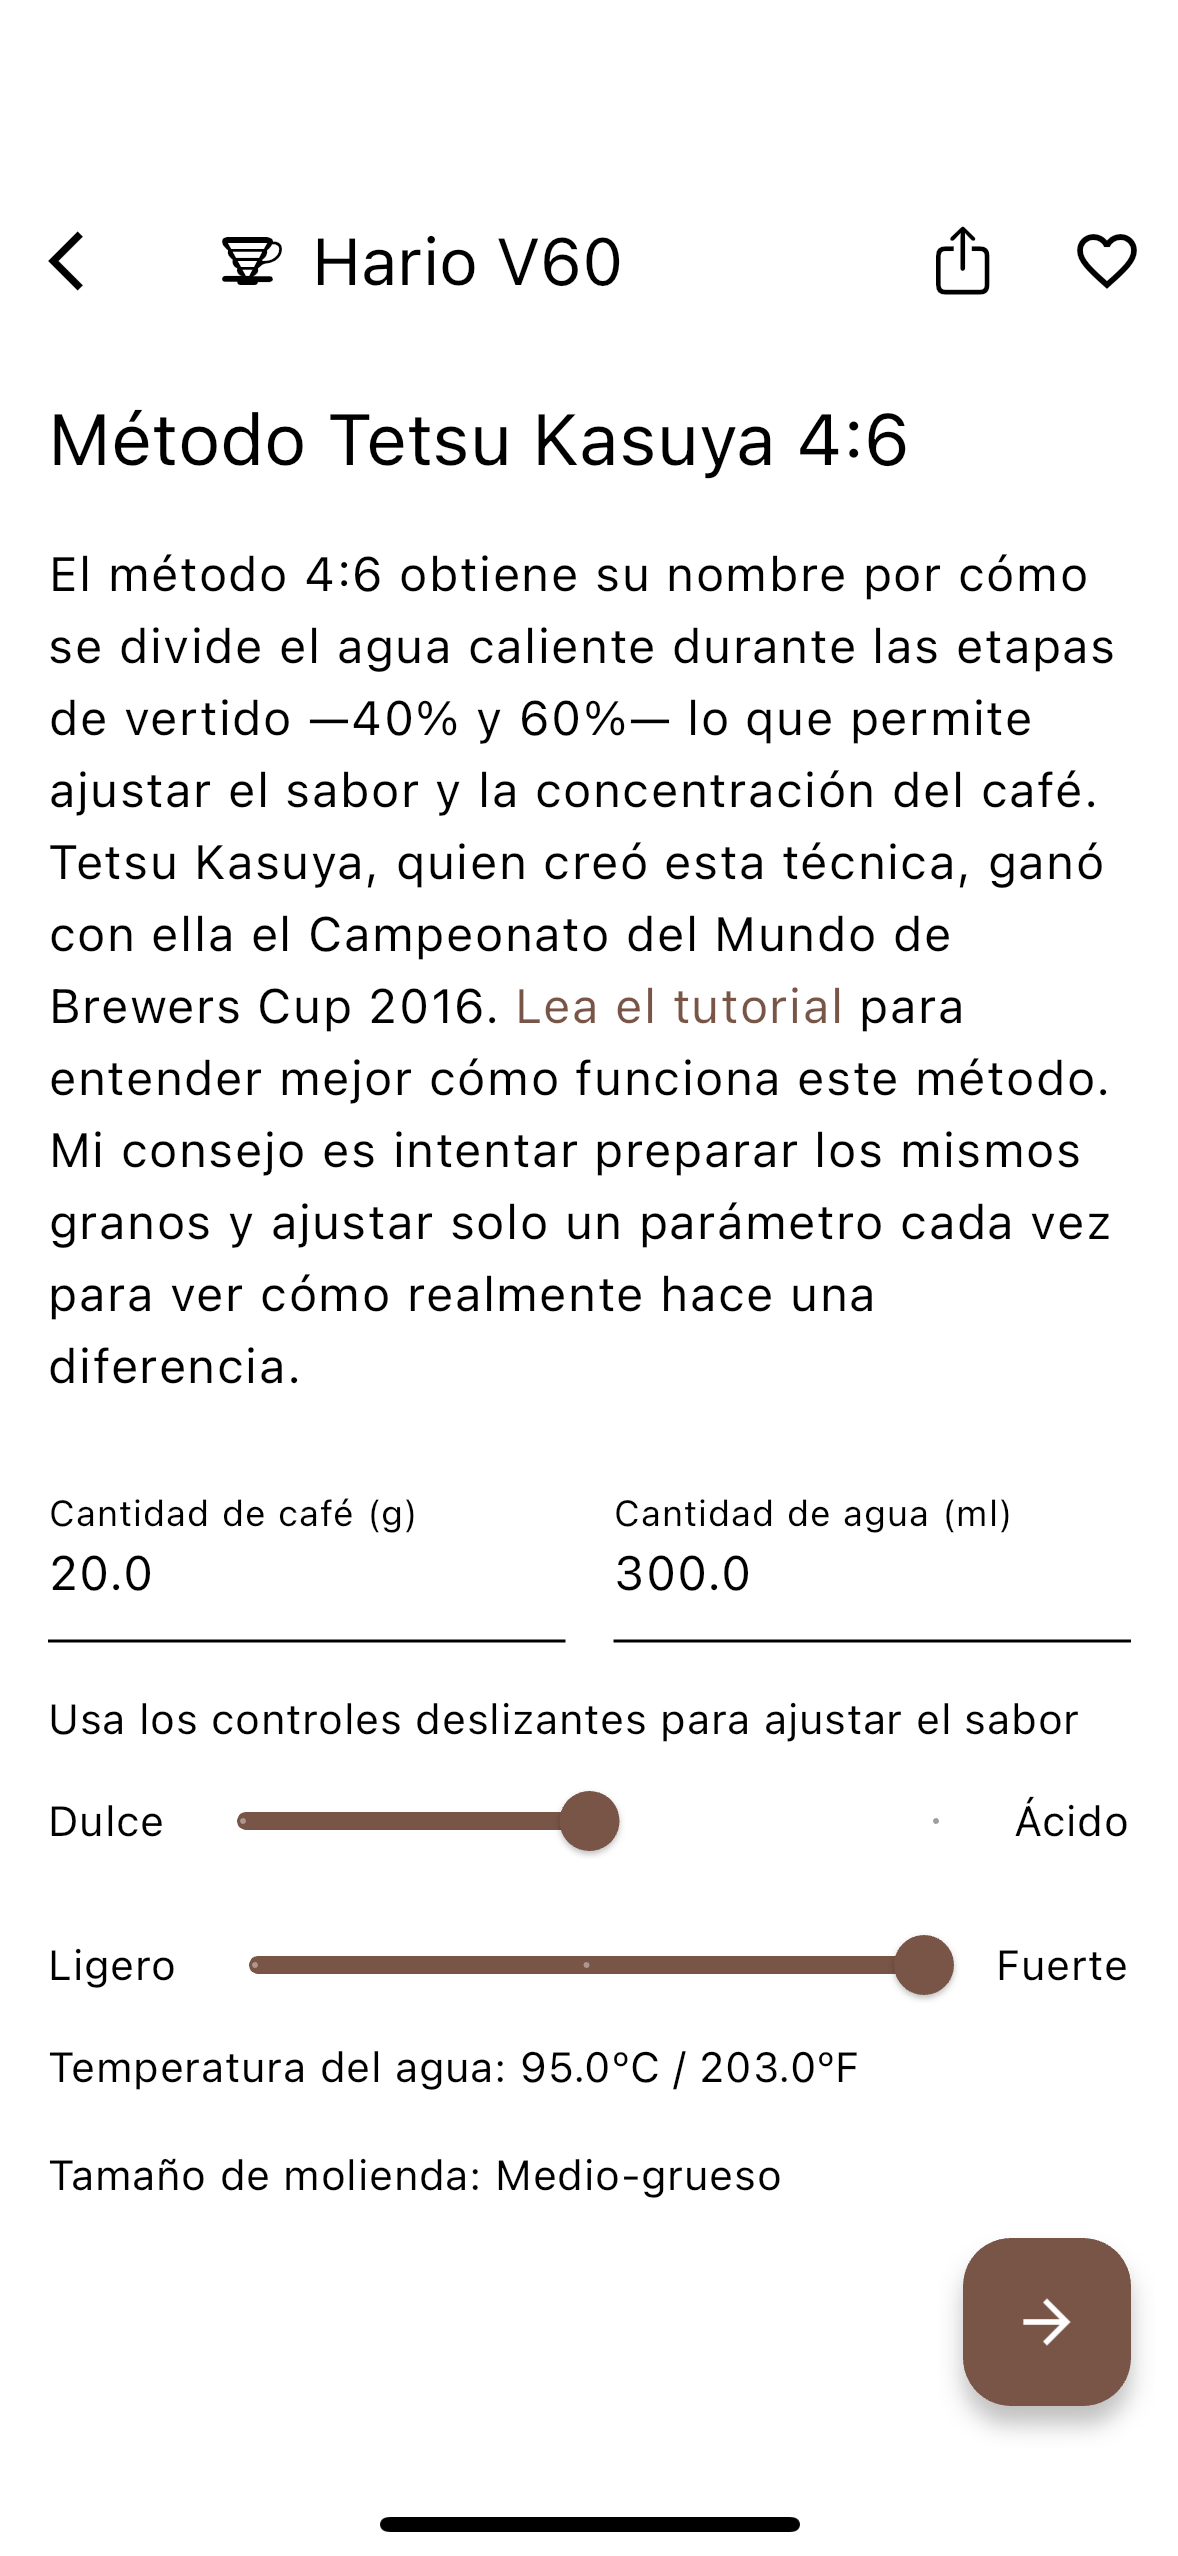 Hario V60
Método Tetsu Kasuya 4:6
El método 4:6 obtiene su nombre por cómo
se divide el agua caliente durante las etapas
de vertido —40% y 60%— lo que permite
ajustar el sabor y la concentración del café.
Tetsu Kasuya, quien creó esta técnica, ganó
con ella el Campeonato del Mundo de
Brewers Cup 2016. Lea el tutorial para
entender mejor cómo funciona este método.
Mi consejo es intentar preparar los mismos
granos y ajustar solo un parámetro cada vez
para ver cómo realmente hace una
diferencia.
Cantidad de café (g) Cantidad de agua (ml)
20.0 300.0
Usa los controles deslizantes para ajustar el sabor
Dulce Ácido
Ligero Fuerte
Temperatura del agua: 95.0ºC / 203.0ºF
Tamaño de molienda: Medio-grueso